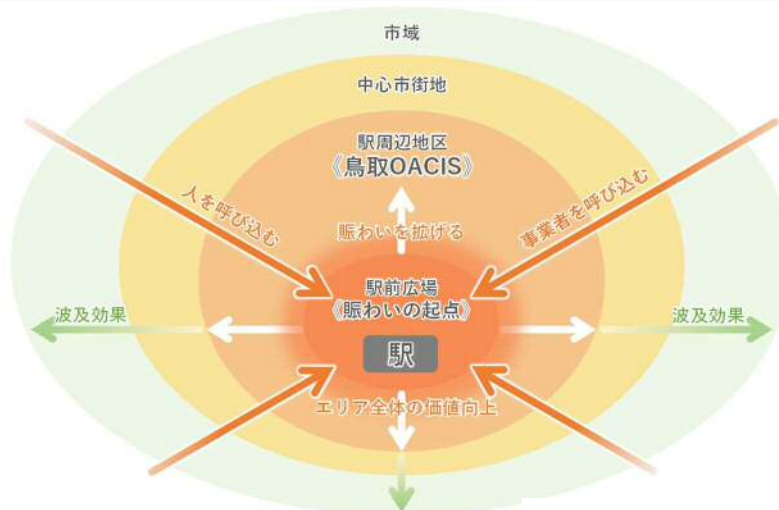 市域
中心市街地
駅周辺地区
《鳥取OACIS》
人を呼び込む
事業者を呼び込む
賑わいを拡げる
駅前広場
《賑わいの起点》
波及効果
波及効果
駅
エリア全体の価値向上